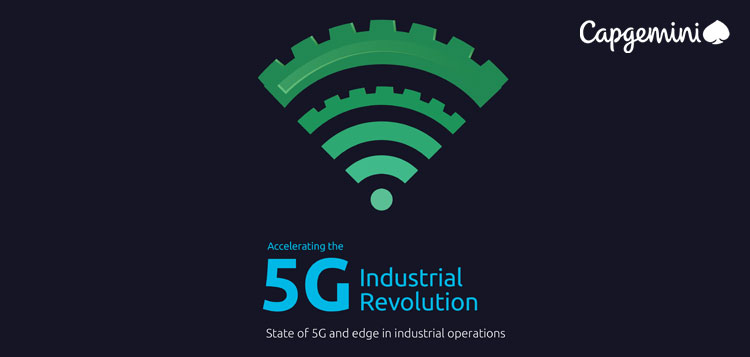 Capgemini
Accelerating the
5G Industrial
Revolution
State of 5G and edge in industrial operations